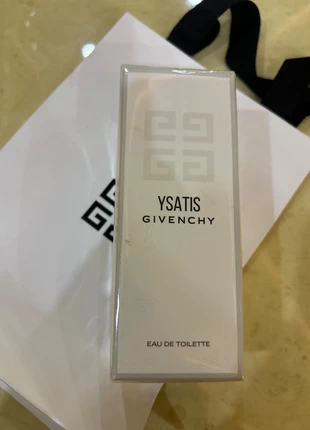 YSATIS
GIVENCHY
EAU DE TOILETTE